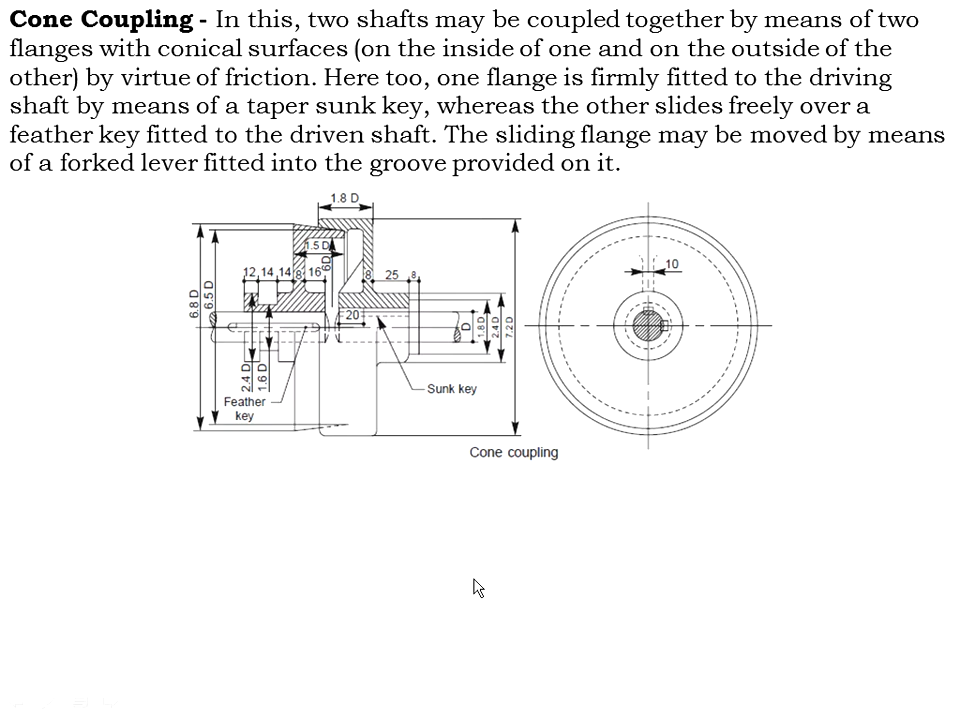 Cone Coupling - In this, two shafts may be coupled together by means of two
flanges with conical surfaces (on the inside of one and on the outside of the
other) by virtue of friction. Here too, one flange is firmly fitted to the driving
shaft by means of a taper sunk key, whereas the other slides freely over a
feather key fitted to the driven shaft. The sliding flange may be moved by means
of a forked lever fitted into the groove provided on it.
1.8 D
1.5 D
6D
12 14 14 8 16
8 25 8
10
6.8 D
6.5 D
20
D
1.8 D
2.4 D
7.2 D
2.4 D
1.6 D
Sunk key
Feather
key
Cone coupling